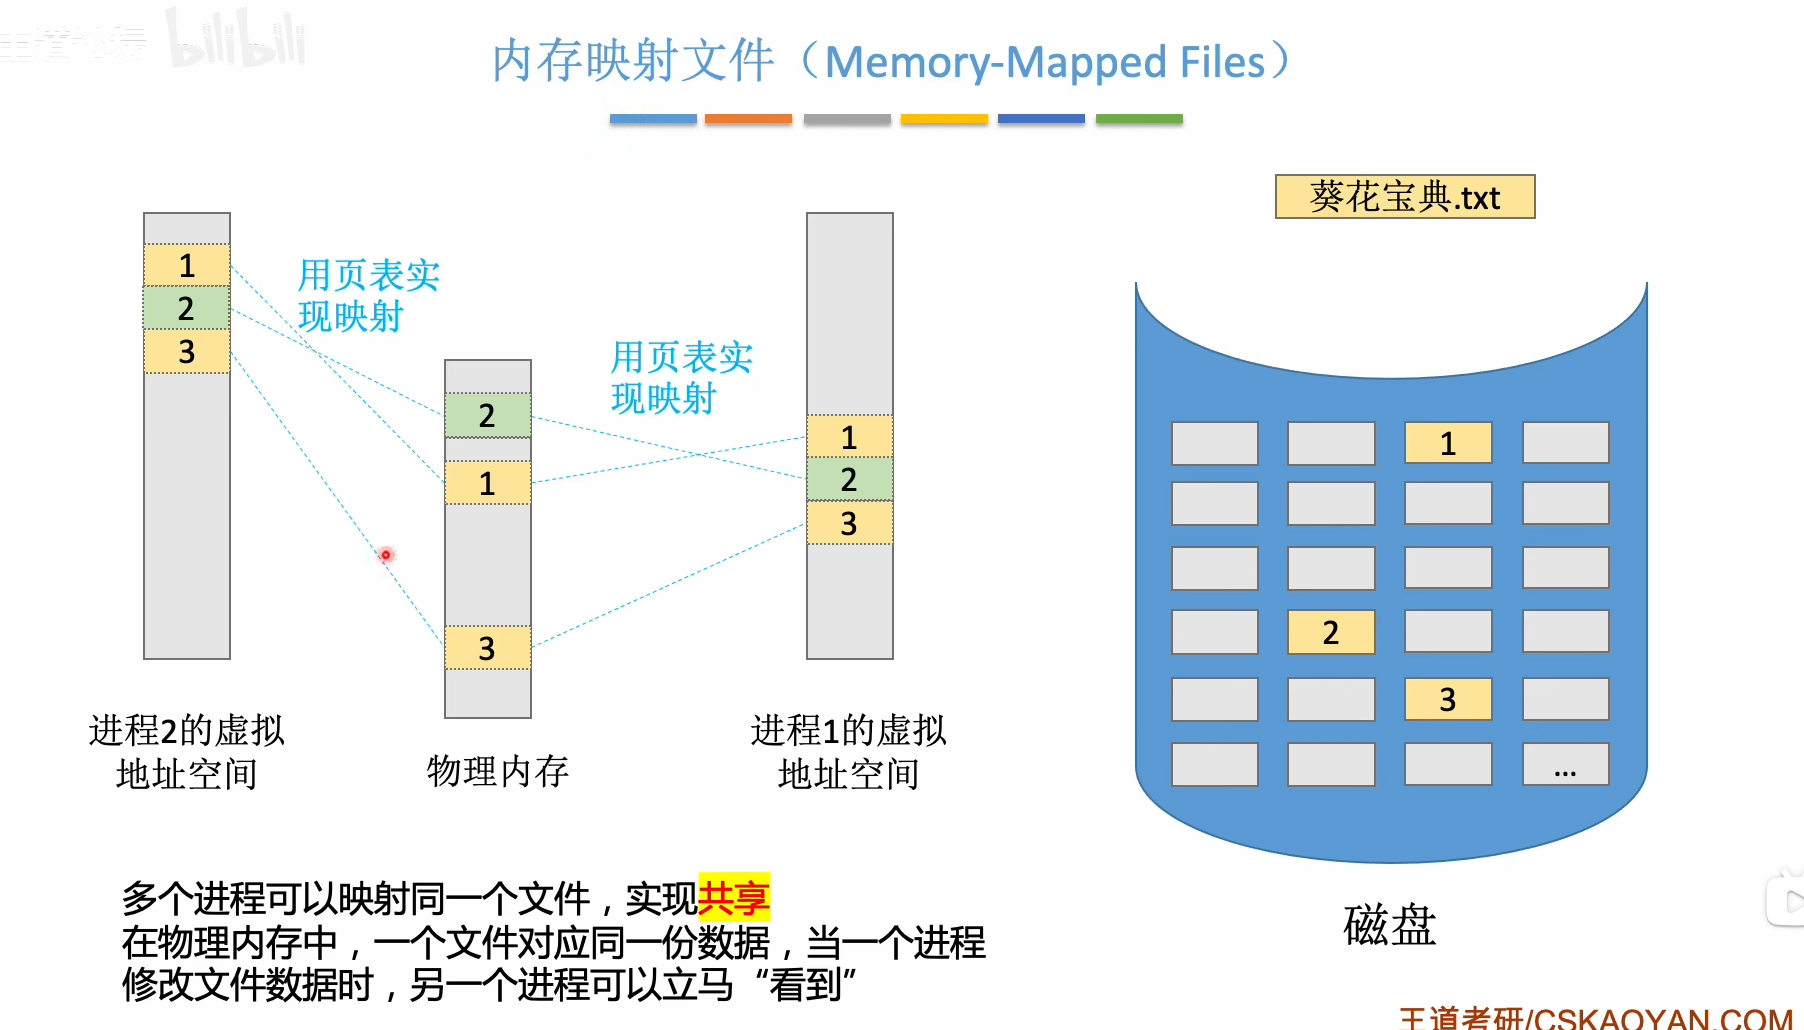 bilibili
内存映射文件（Memory-Mapped Files）
葵花宝典.txt
1
2
3
用页表实
现映射
2
1
3
用页表实
现映射
1
2
3
1
2
3
...
进程2的虚拟
地址空间
物理内存
进程1的虚拟
地址空间
磁盘
多个进程可以映射同一个文件，实现共享
在物理内存中，一个文件对应同一份数据，当一个进程
修改文件数据时，另一个进程可以立马“看到”
王道考研/CSKAOYAN.COM